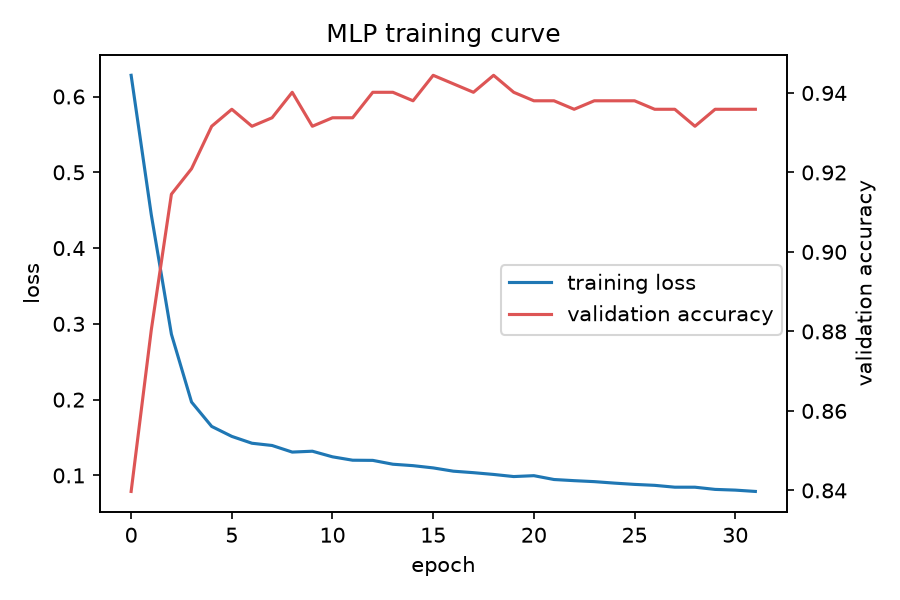 MLP training curve
0.6
0.5
0.4
0.3
0.2
0.1
loss
0.94
0.92
0.90
0.88
0.86
0.84
validation accuracy
training loss
validation accuracy
0 5 10 15 20 25 30
epoch